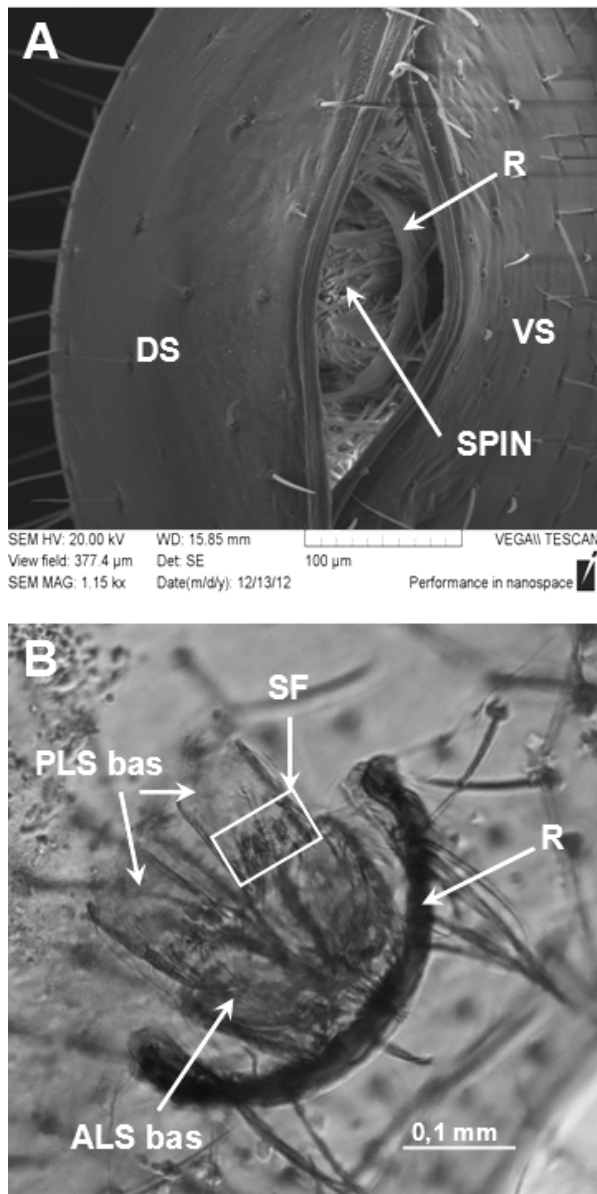 A
R
DS
VS
SPIN
SEM HV: 20.00 kV WD: 15.85 mm VEGA\\ TESCAN
View field: 377.4 µm Det: SE 100 µm
SEM MAG: 1.15 kx Date(m/d/y): 12/13/12 Performance in nanospace
B
SF
PLS bas
R
ALS bas
0,1 mm